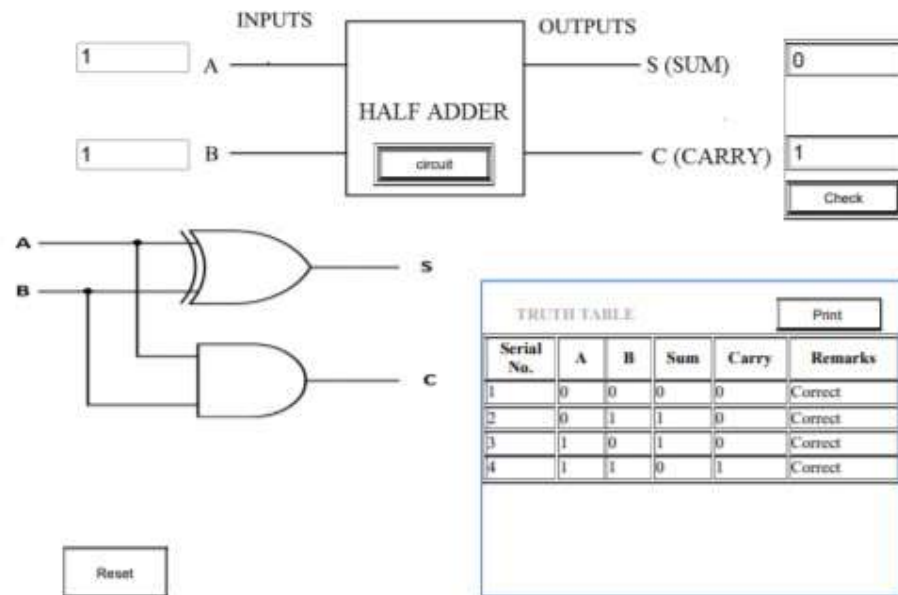 INPUTS
OUTPUTS
1
A
S (SUM)
0
HALF ADDER
1
B
circuit
C (CARRY)
1
Check
A
S
B
C
TRUTH TABLE
Print
Serial No. A B Sum Carry Remarks
1 0 0 0 0 Correct
2 0 1 1 0 Correct
3 1 0 1 0 Correct
4 1 1 0 1 Correct
Reset